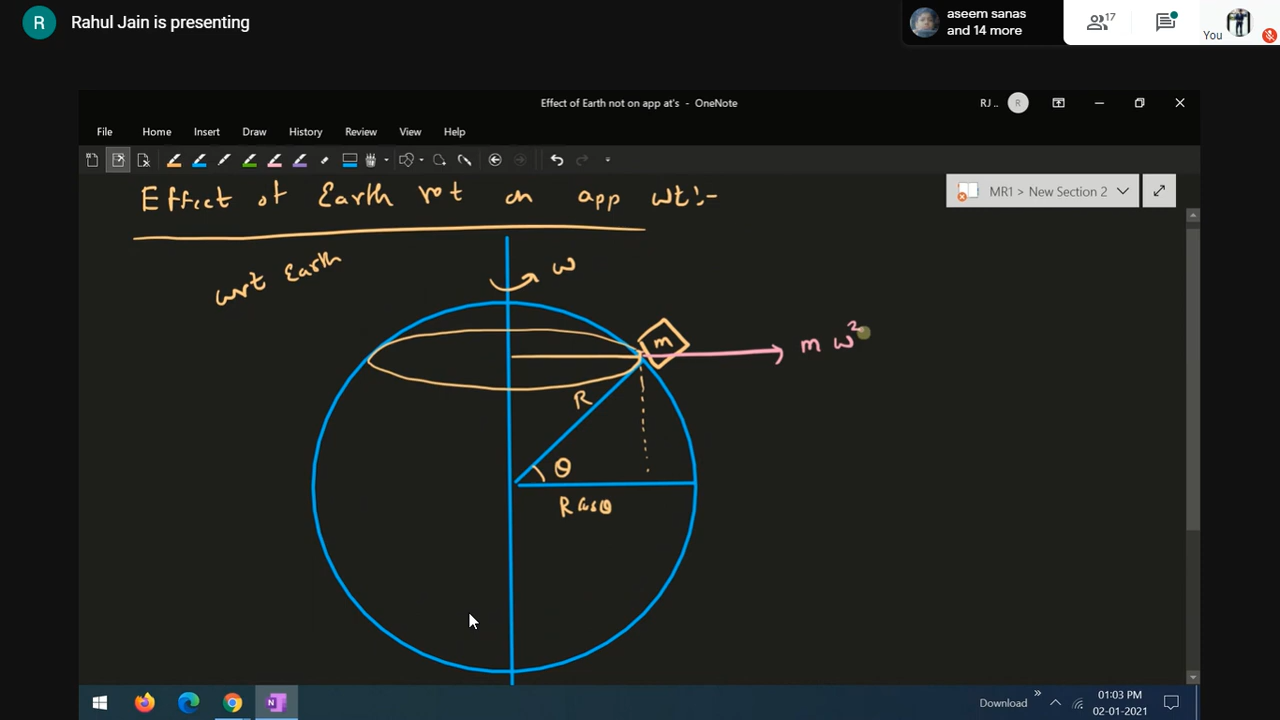 R
Rahul Jain is presenting
aseem sanas
and 14 more
17
You
Effect of Earth not on app at's - OneNote
RJ ..
R
File Home Insert Draw History Review View Help
MR1 > New Section 2
Effect of Earth rot on app wt :-
wrt Earth
ω
m
m ω²
R
θ
R cosθ
N
Download
01:03 PM
02-01-2021